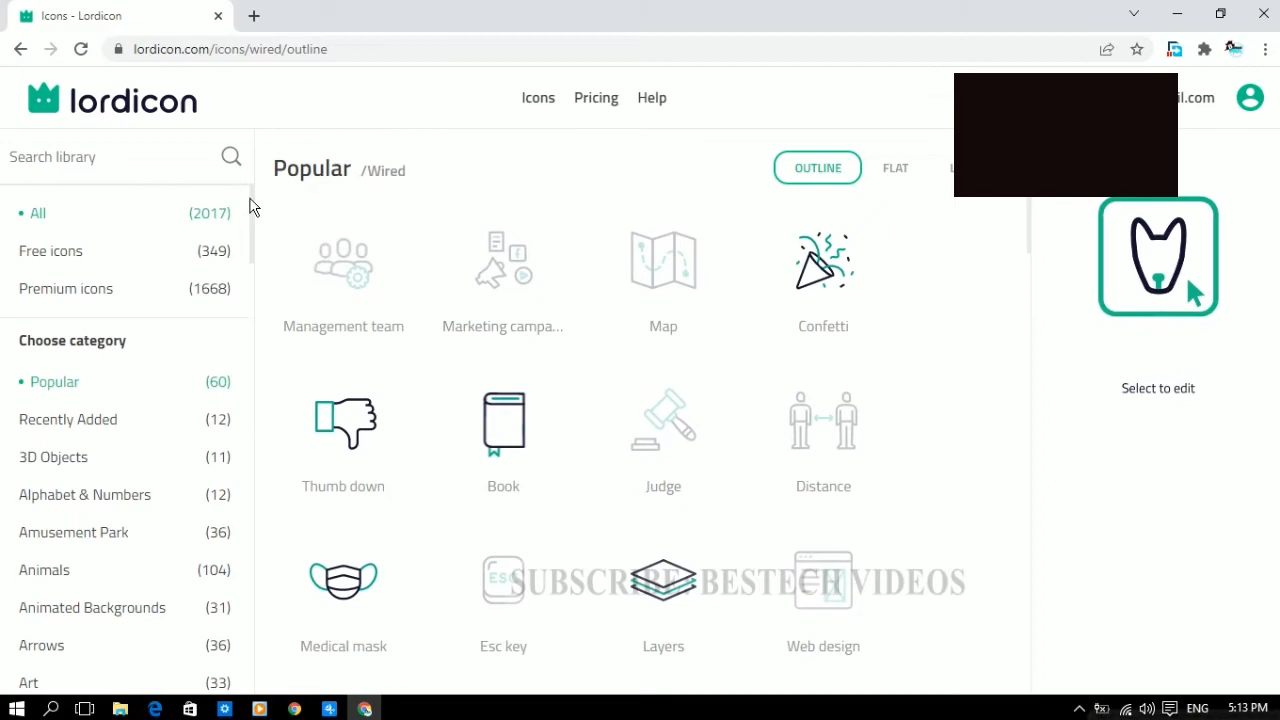 Icons - Lordicon
lordicon.com/icons/wired/outline
lordicon
Icons Pricing Help
il.com
Search library
Popular /Wired
OUTLINE FLAT
All (2017)
Free icons (349)
Premium icons (1668)
Choose category
Popular (60)
Recently Added (12)
3D Objects (11)
Alphabet & Numbers (12)
Amusement Park (36)
Animals (104)
Animated Backgrounds (31)
Arrows (36)
Art (33)
Management team
Marketing campa...
Map
Confetti
Thumb down
Book
Judge
Distance
ESC
SUBSCRIBE: BESTECH VIDEOS
Medical mask
Esc key
Layers
Web design
Select to edit
ENG 5:13 PM